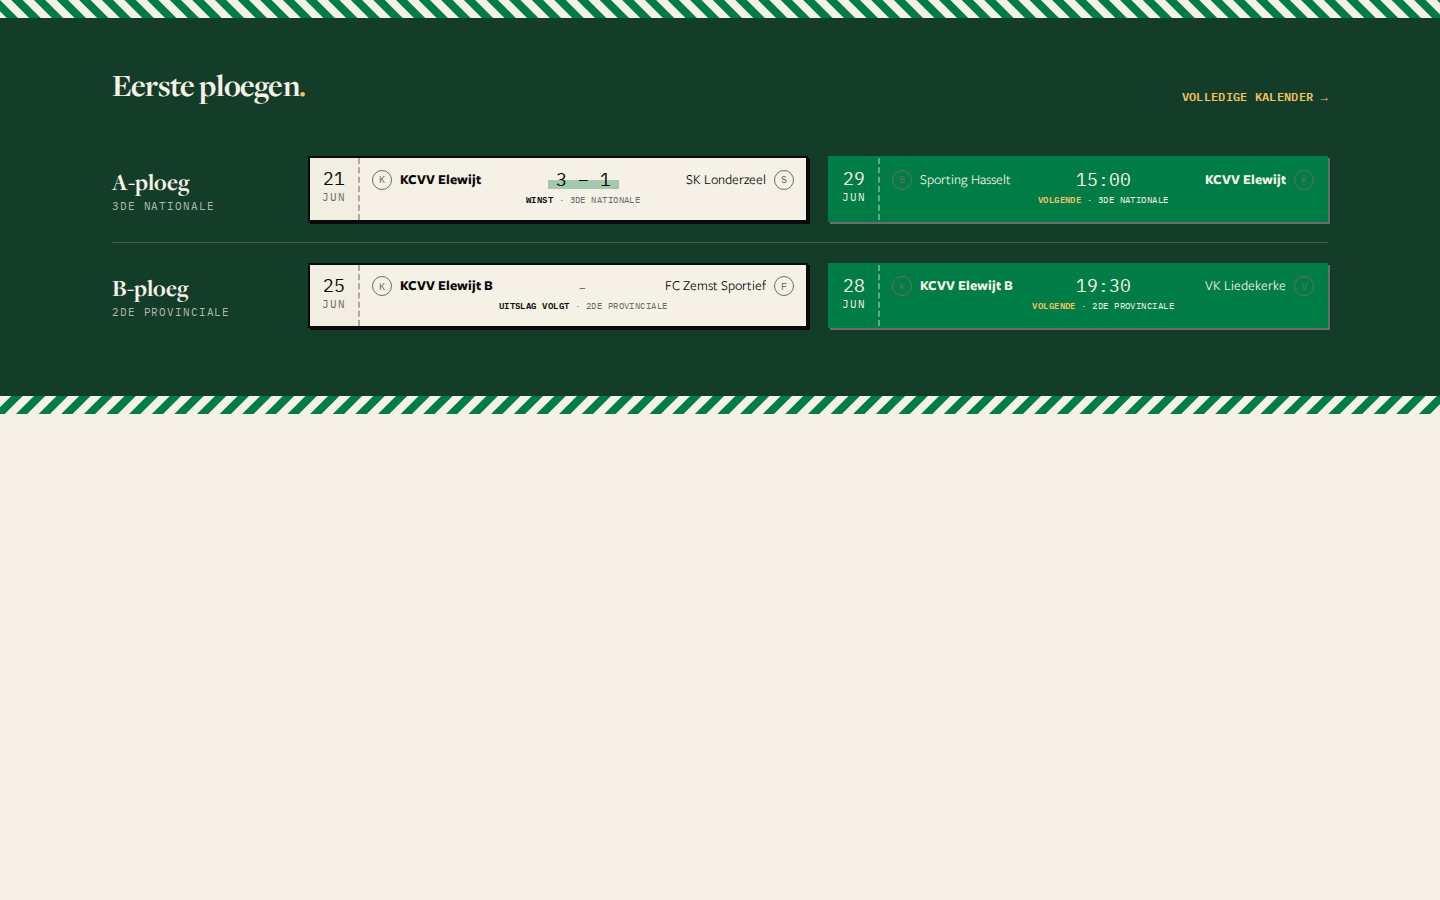 Eerste ploegen.
VOLLEDIGE KALENDER →
A-ploeg
3DE NATIONALE
21 JUN
K KCVV Elewijt 3 – 1 SK Londerzeel S
WINST · 3DE NATIONALE
29 JUN
S Sporting Hasselt 15:00 KCVV Elewijt K
VOLGENDE · 3DE NATIONALE
B-ploeg
2DE PROVINCIALE
25 JUN
K KCVV Elewijt B – FC Zemst Sportief F
UITSLAG VOLGT · 2DE PROVINCIALE
28 JUN
K KCVV Elewijt B 19:30 VK Liedekerke V
VOLGENDE · 2DE PROVINCIALE